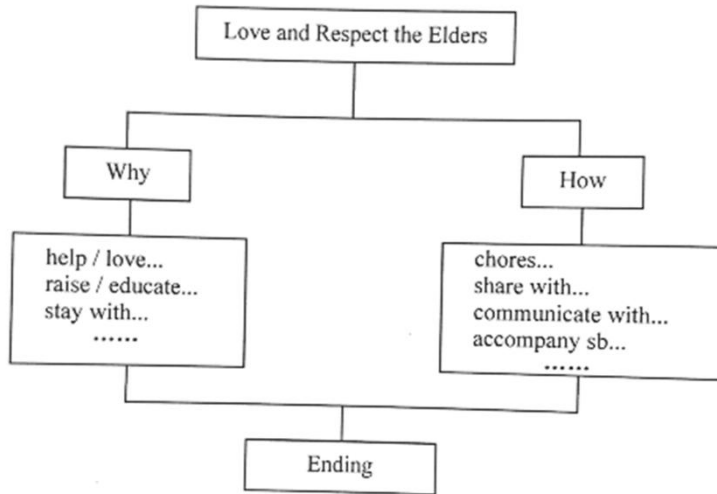 Love and Respect the Elders
Why
How
help / love...
raise / educate...
stay with...
......
chores...
share with...
communicate with...
accompany sb...
......
Ending